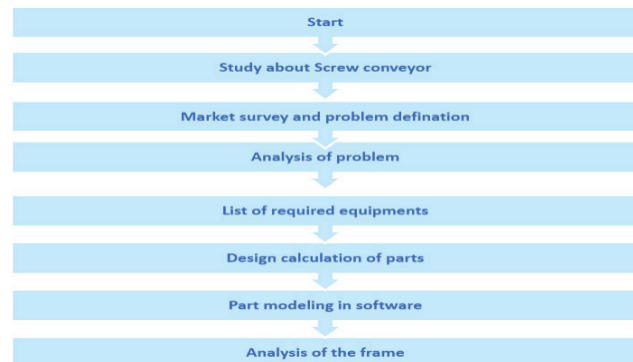 Start
Study about Screw conveyor
Market survey and problem defination
Analysis of problem
List of required equipments
Design calculation of parts
Part modeling in software
Analysis of the frame